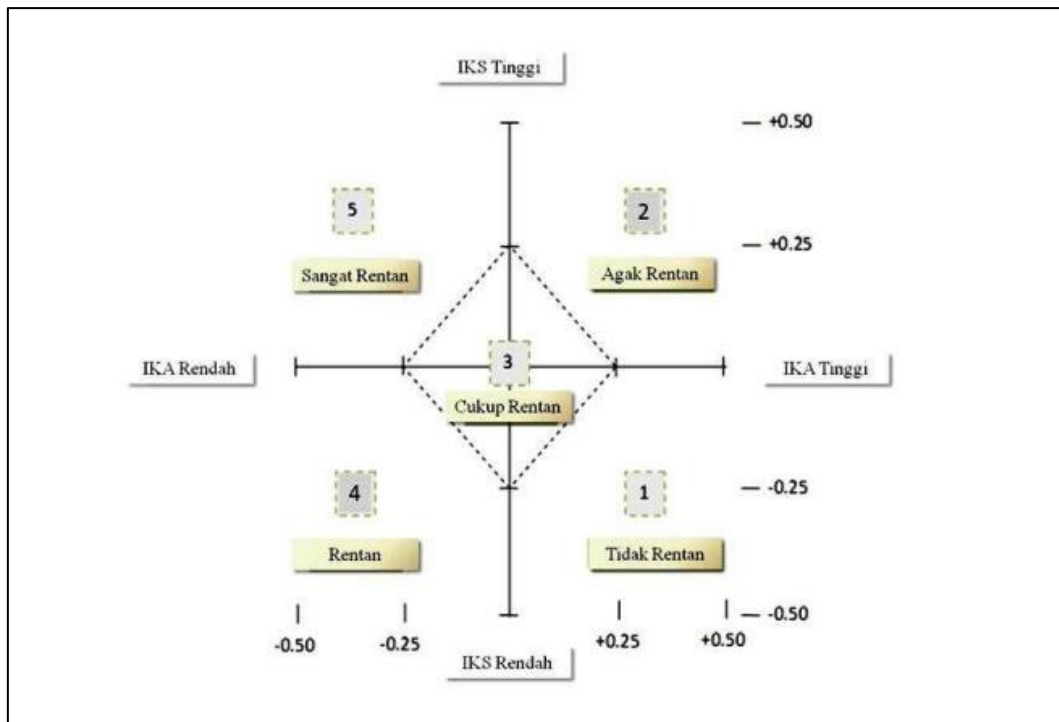 IKS Tinggi
+0.50
5
2
+0.25
Sangat Rentan
Agak Rentan
IKA Rendah
3
IKA Tinggi
Cukup Rentan
4
1
-0.25
Rentan
Tidak Rentan
-0.50
-0.50
-0.25
+0.25
+0.50
IKS Rendah